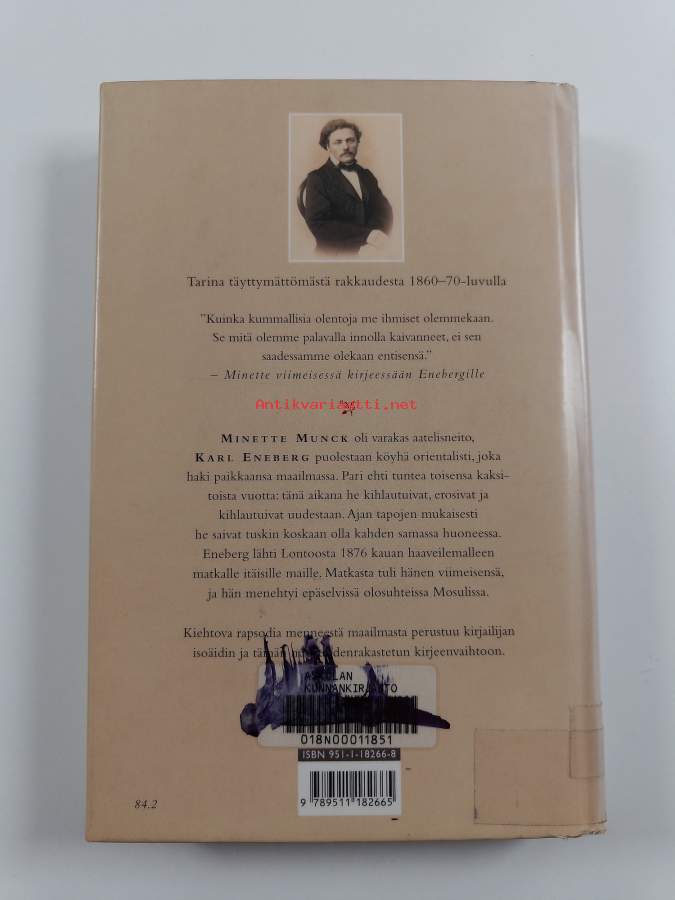 Tarina täyttymättömästä rakkaudesta 1860–70-luvulla
"Kuinka kummallisia olentoja me ihmiset olemmekaan.
Se mitä olemme palavalla innolla kaivanneet, ei sen
saadessamme olekaan entisensä."
– Minette viimeisessä kirjeessään Enebergille
Antikvariaatti.net
MINETTE MUNCK oli varakas aatelisneito,
KARL ENEBERG puolestaan köyhä orientalisti, joka
haki paikkaansa maailmassa. Pari ehti tuntea toisensa kaksi-
toista vuotta: tänä aikana he kihlautuivat, erosivat ja
kihlautuivat uudestaan. Ajan tapojen mukaisesti
he saivat tuskin koskaan olla kahden samassa huoneessa.
Eneberg lähti Lontoosta 1876 kauan haaveilemalleen
matkalle itäisille maille. Matkasta tuli hänen viimeisensä,
ja hän menehtyi epäselvissä olosuhteissa Mosulissa.
Kiehtova rapsodia menneestä maailmasta perustuu kirjailijan
isoäidin ja tämän kirjeenvaihtoon.
KUNNANKIRJASTO
018N00011851
ISBN 951-1-18266-8
9 789511 182665
84.2